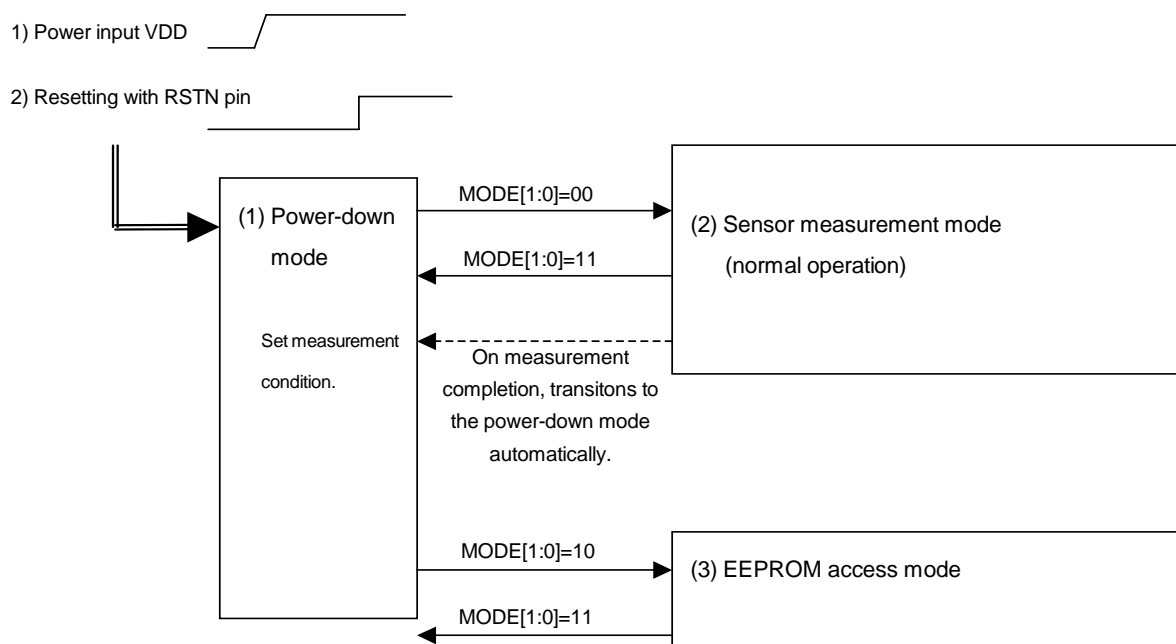 1) Power input VDD
2) Resetting with RSTN pin
(1) Power-down
mode
Set measurement
condition.
MODE[1:0]=00
MODE[1:0]=11
On measurement
completion, transitons to
the power-down mode
automatically.
(2) Sensor measurement mode
(normal operation)
MODE[1:0]=10
MODE[1:0]=11
(3) EEPROM access mode